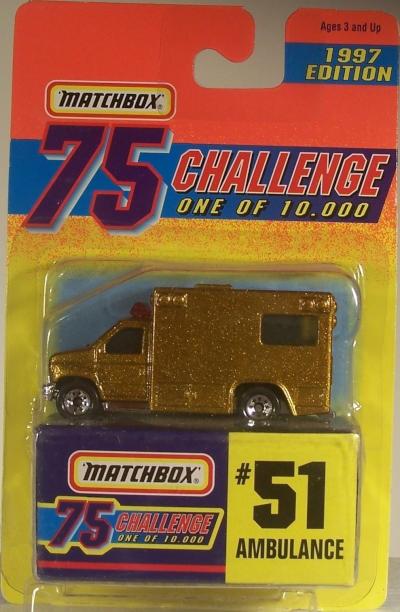 Ages 3 and Up
1997
EDITION
MATCHBOX®
75 CHALLENGE
ONE OF 10.000
MATCHBOX®
75 CHALLENGE
ONE OF 10.000
#51
AMBULANCE